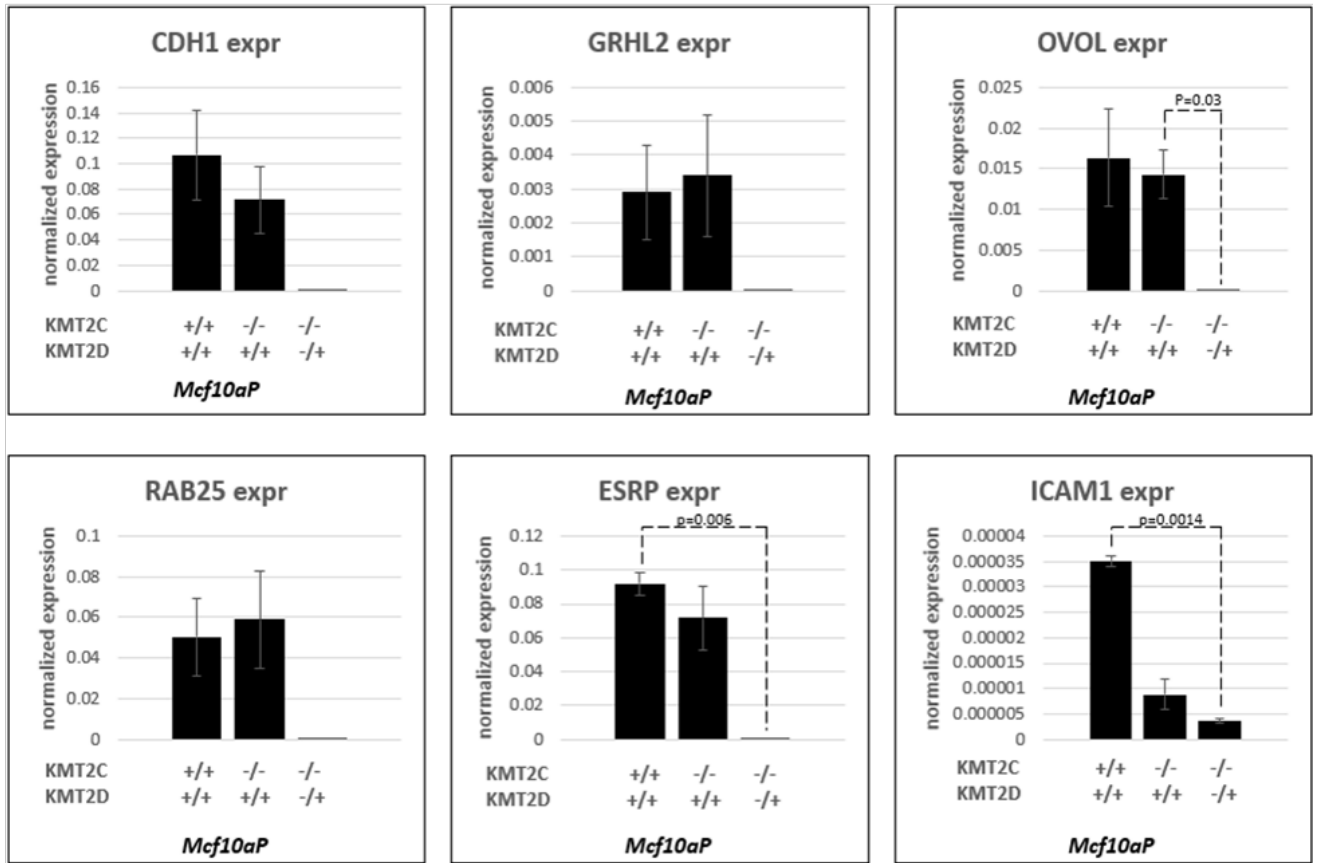 CDH1 expr
normalized expression
0.16
0.14
0.12
0.1
0.08
0.06
0.04
0.02
0
KMT2C +/+ -/- -/-
KMT2D +/+ +/+ -/+
Mcf10aP
GRHL2 expr
normalized expression
0.006
0.005
0.004
0.003
0.002
0.001
0
KMT2C +/+ -/- -/-
KMT2D +/+ +/+ -/+
Mcf10aP
OVOL expr
normalized expression
0.025
0.02
0.015
0.01
0.005
0
P=0.03
KMT2C +/+ -/- -/-
KMT2D +/+ +/+ -/+
Mcf10aP
RAB25 expr
normalized expression
0.1
0.08
0.06
0.04
0.02
0
KMT2C +/+ -/- -/-
KMT2D +/+ +/+ -/+
Mcf10aP
ESRP expr
p=0.006
normalized expression
0.12
0.1
0.08
0.06
0.04
0.02
0
KMT2C +/+ -/- -/-
KMT2D +/+ +/+ -/+
Mcf10aP
ICAM1 expr
p=0.0014
normalized expression
0.00004
0.000035
0.00003
0.000025
0.00002
0.000015
0.00001
0.000005
0
KMT2C +/+ -/- -/-
KMT2D +/+ +/+ -/+
Mcf10aP